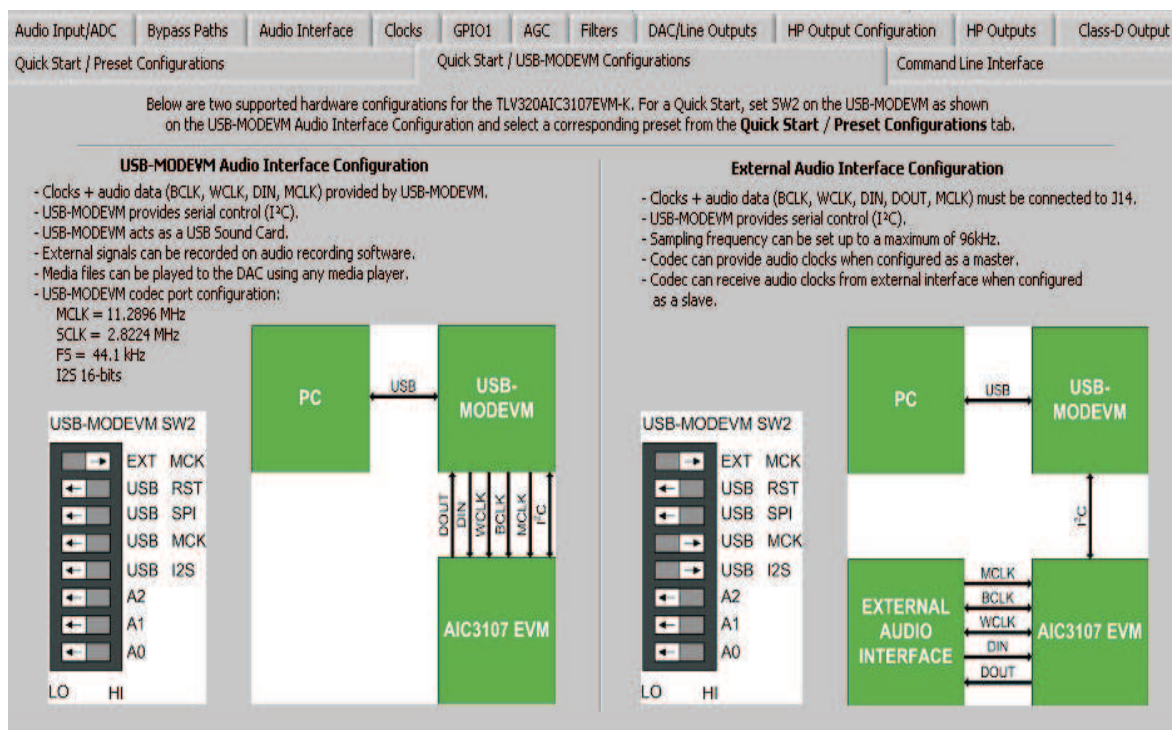 Audio Input/ADC Bypass Paths Audio Interface Clocks GPIO1 AGC Filters DAC/Line Outputs HP Output Configuration HP Outputs Class-D Output
Quick Start / Preset Configurations Quick Start / USB-MODEVM Configurations Command Line Interface
Below are two supported hardware configurations for the TLV320AIC3107EVM-K. For a Quick Start, set SW2 on the USB-MODEVM as shown
on the USB-MODEVM Audio Interface Configuration and select a corresponding preset from the Quick Start / Preset Configurations tab.
USB-MODEVM Audio Interface Configuration
- Clocks + audio data (BCLK, WCLK, DIN, MCLK) provided by USB-MODEVM.
- USB-MODEVM provides serial control (I²C).
- USB-MODEVM acts as a USB Sound Card.
- External signals can be recorded on audio recording software.
- Media files can be played to the DAC using any media player.
- USB-MODEVM codec port configuration:
MCLK = 11.2896 MHz
SCLK = 2.8224 MHz
FS = 44.1 kHz
I2S 16-bits
PC
USB
USB-
MODEVM
DOUT
DIN
WCLK
BCLK
MCLK
I²C
AIC3107 EVM
USB-MODEVM SW2
EXT MCK
USB RST
USB SPI
USB MCK
USB I2S
A2
A1
A0
LO HI
External Audio Interface Configuration
- Clocks + audio data (BCLK, WCLK, DIN, DOUT, MCLK) must be connected to J14.
- USB-MODEVM provides serial control (I²C).
- Sampling frequency can be set up to a maximum of 96kHz.
- Codec can provide audio clocks when configured as a master.
- Codec can receive audio clocks from external interface when configured
as a slave.
USB-MODEVM SW2
EXT MCK
USB RST
USB SPI
USB MCK
USB I2S
A2
A1
A0
LO HI
PC
USB
USB-
MODEVM
I²C
EXTERNAL
AUDIO
INTERFACE
MCLK
BCLK
WCLK
DIN
DOUT
AIC3107 EVM